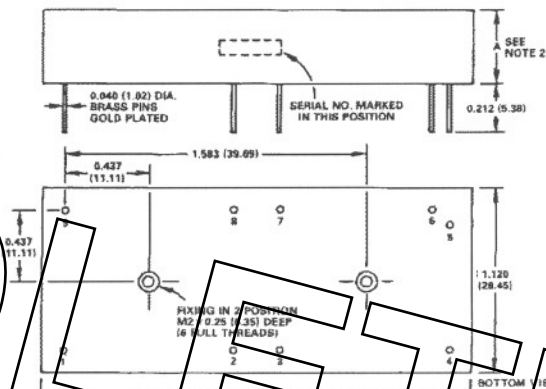 A SEE
NOTE 2
0.040 (1.02) DIA.
BRASS PINS
GOLD PLATED
SERIAL NO. MARKED
IN THIS POSITION
0.212 (5.38)
1.583 (39.69)
0.437
(11.11)
9
8
7
6
5
0.437
(11.11)
1.120
(28.45)
FIXING IN 2 POSITION
M2 0.25 (6.35) DEEP
(6 FULL THREADS)
1
2
3
4
BOTTOM